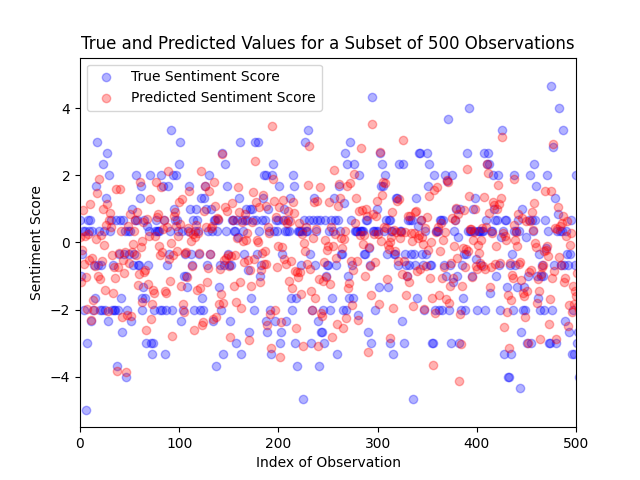 True and Predicted Values for a Subset of 500 Observations
True Sentiment Score
Predicted Sentiment Score
4
2
0
−2
−4
Sentiment Score
0 100 200 300 400 500
Index of Observation